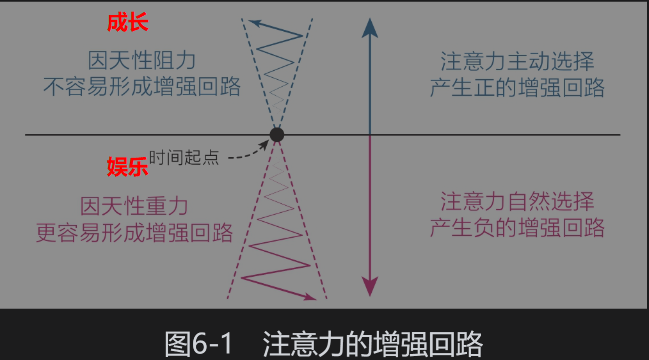 成长
因天性阻力
不容易形成增强回路
注意力主动选择
产生正的增强回路
时间起点
娱乐
因天性重力
更容易形成增强回路
注意力自然选择
产生负的增强回路
图6-1 注意力的增强回路